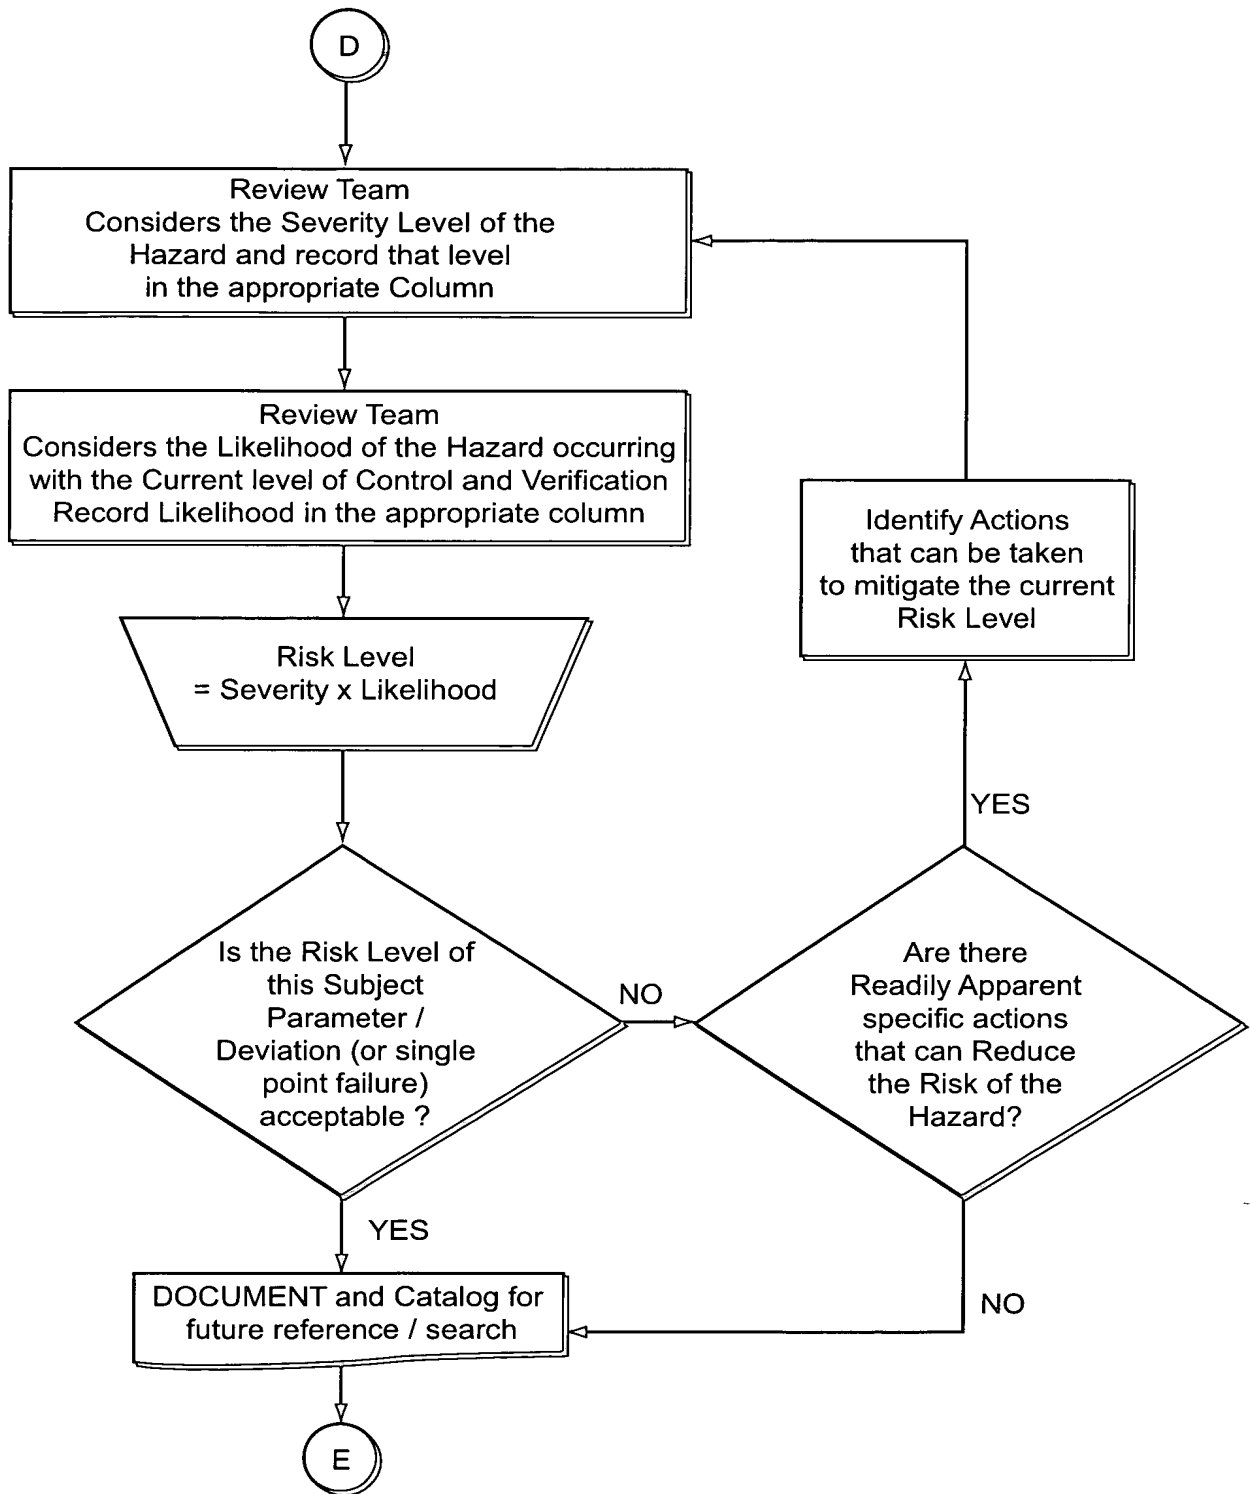 D
Review Team
Considers the Severity Level of the
Hazard and record that level
in the appropriate Column
Review Team
Considers the Likelihood of the Hazard occurring
with the Current level of Control and Verification
Record Likelihood in the appropriate column
Identify Actions
that can be taken
to mitigate the current
Risk Level
Risk Level
= Severity x Likelihood
YES
Is the Risk Level of
this Subject
Parameter /
Deviation (or single
point failure)
acceptable ?
NO
Are there
Readily Apparent
specific actions
that can Reduce
the Risk of the
Hazard?
YES
NO
DOCUMENT and Catalog for
future reference / search
E